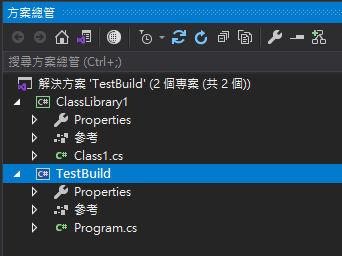 方案總管
搜尋方案總管 (Ctrl+;)
解決方案 'TestBuild' (2 個專案 (共 2 個))
C# ClassLibrary1
Properties
參考
C# Class1.cs
C# TestBuild
Properties
參考
C# Program.cs